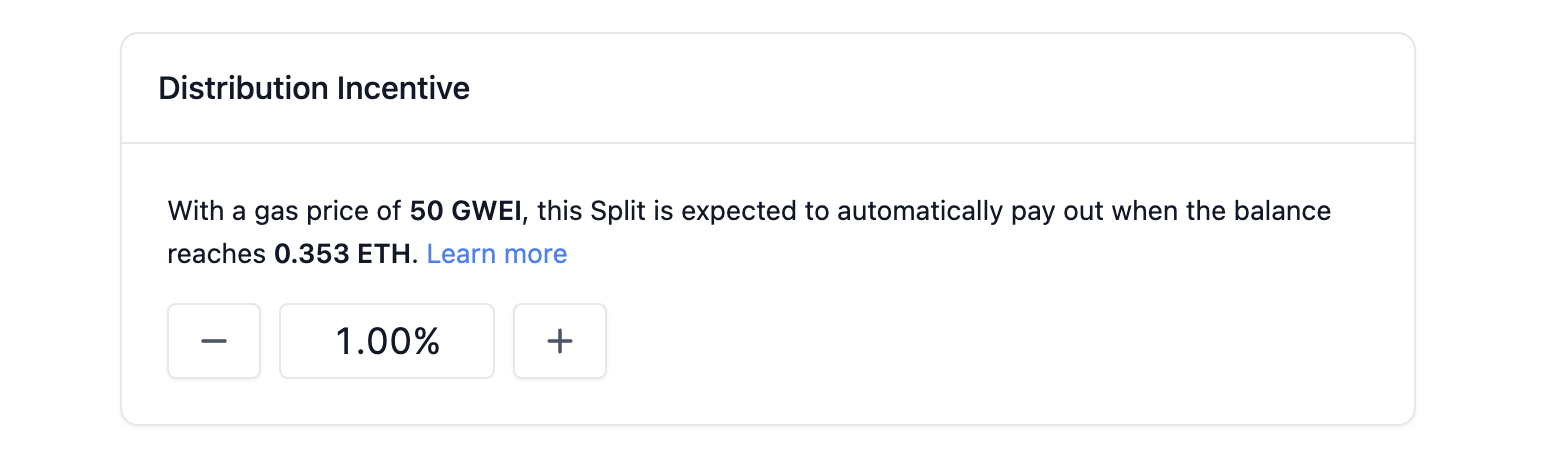 Distribution Incentive
With a gas price of 50 GWEI, this Split is expected to automatically pay out when the balance
reaches 0.353 ETH. Learn more
− 1.00% +